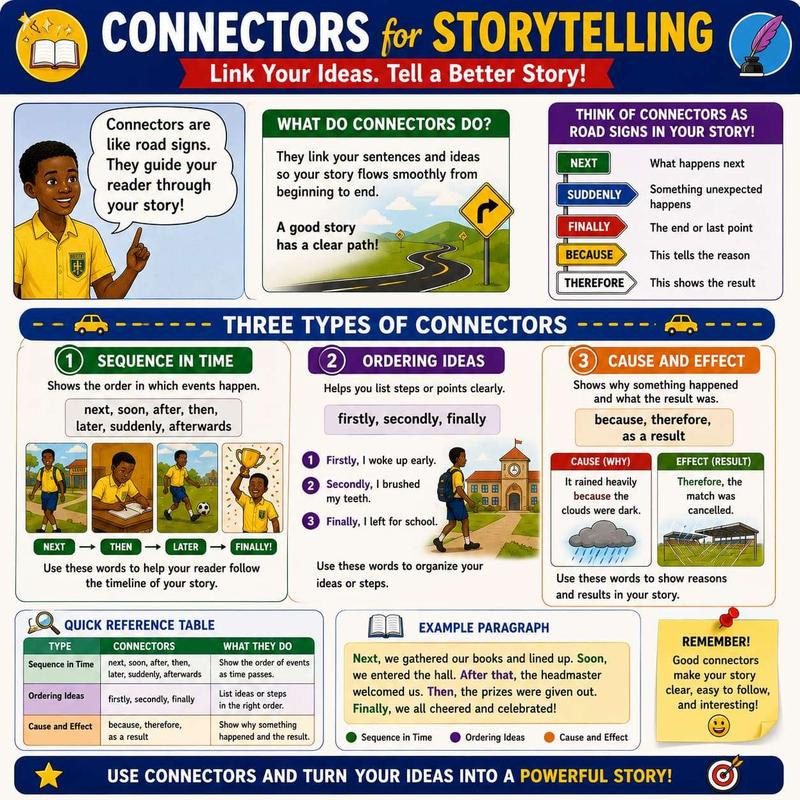 CONNECTORS for STORYTELLING
Link Your Ideas. Tell a Better Story!
Connectors are
like road signs.
They guide your
reader through
your story!
WHAT DO CONNECTORS DO?
They link your sentences and ideas
so your story flows smoothly from
beginning to end.
A good story
has a clear path!
THINK OF CONNECTORS AS
ROAD SIGNS IN YOUR STORY!
NEXT What happens next
SUDDENLY Something unexpected
happens
FINALLY The end or last point
BECAUSE This tells the reason
THEREFORE This shows the result
THREE TYPES OF CONNECTORS
1 SEQUENCE IN TIME
Shows the order in which events happen.
next, soon, after, then,
later, suddenly, afterwards
NEXT → THEN → LATER → FINALLY!
Use these words to help your reader follow
the timeline of your story.
2 ORDERING IDEAS
Helps you list steps or points clearly.
firstly, secondly, finally
1 Firstly, I woke up early.
2 Secondly, I brushed
my teeth.
3 Finally, I left for school.
Use these words to organize your
ideas or steps.
3 CAUSE AND EFFECT
Shows why something happened
and what the result was.
because, therefore,
as a result
CAUSE (WHY)
It rained heavily
because the
clouds were dark.
EFFECT (RESULT)
Therefore, the
match was
cancelled.
Use these words to show reasons
and results in your story.
QUICK REFERENCE TABLE
TYPE CONNECTORS WHAT THEY DO
Sequence in Time next, soon, after, then, Show the order of events
later, suddenly, afterwards as time passes.
Ordering Ideas firstly, secondly, finally List ideas or steps
in the right order.
Cause and Effect because, therefore, Show why something
as a result happened and the result.
EXAMPLE PARAGRAPH
Next, we gathered our books and lined up. Soon,
we entered the hall. After that, the headmaster
welcomed us. Then, the prizes were given out.
Finally, we all cheered and celebrated!
Sequence in Time Ordering Ideas Cause and Effect
REMEMBER!
Good connectors
make your story
clear, easy to follow,
and interesting!
USE CONNECTORS AND TURN YOUR IDEAS INTO A POWERFUL STORY!